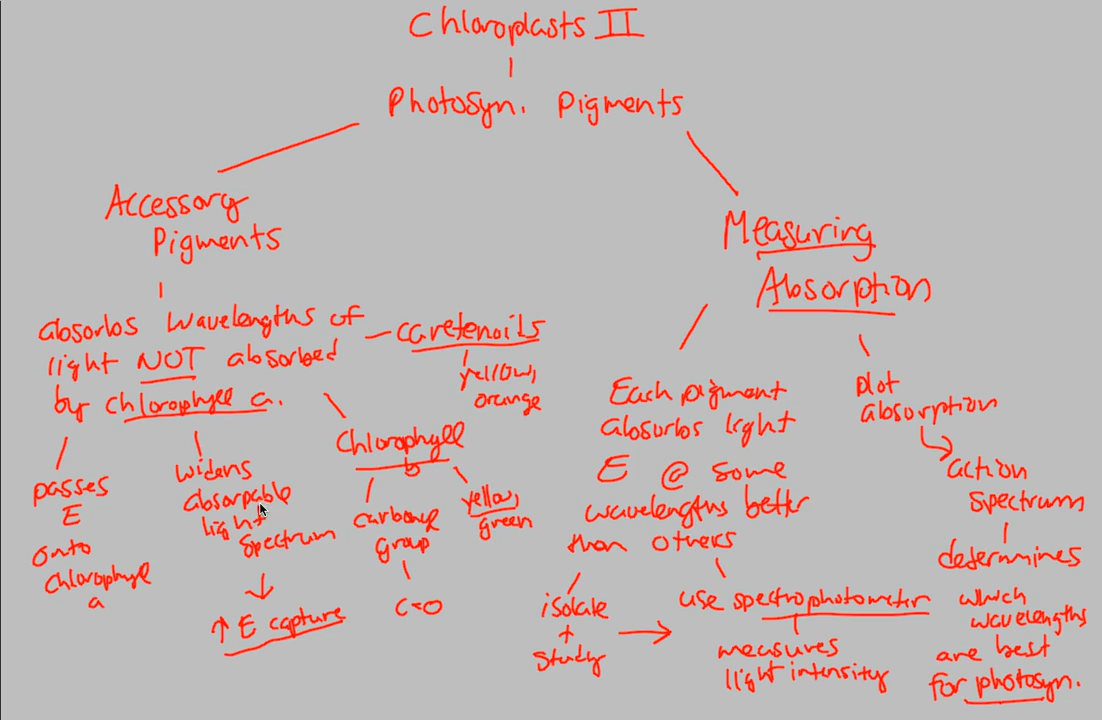 Chloroplasts II
Photosyn. Pigments
Accessory
Pigments
absorbs wavelengths of
light NOT absorbed
by chlorophyll a.
passes
E
onto
chlorophyll
a
widens
absorpable
light
spectrum
↑ E capture
caretenoids
yellow,
orange
Chlorophyll
b
carbonyl
group
C=O
yellow,
green
Measuring
Absorption
Each pigment
absorbs light
E @ some
wavelengths better
than others
isolate
+
study
use spectrophotometer
measures
light intensity
plot
absorption
action
spectrum
determines
which
wavelengths
are best
for photosyn.